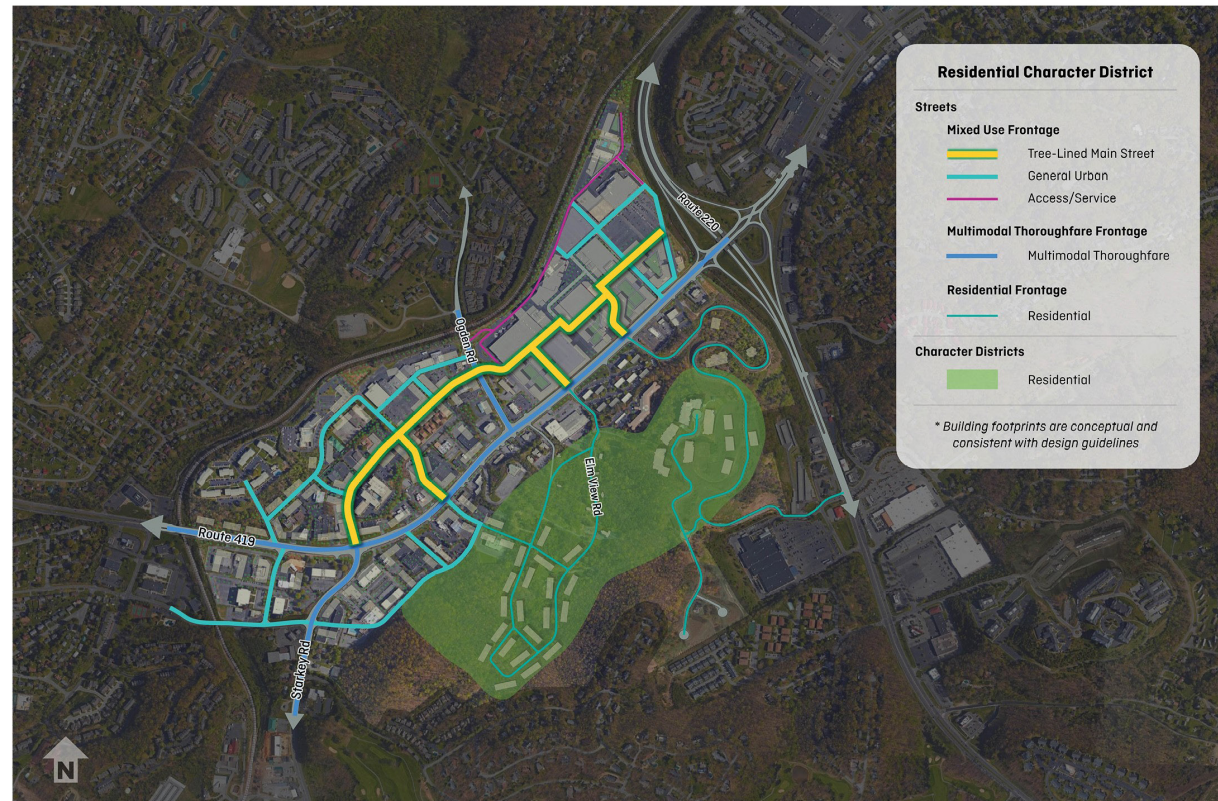 Residential Character District
Streets
Mixed Use Frontage
Tree-Lined Main Street
General Urban
Access/Service
Multimodal Thoroughfare Frontage
Multimodal Thoroughfare
Residential Frontage
Residential
Character Districts
Residential
* Building footprints are conceptual and
consistent with design guidelines
Route 220
Ogden Rd
Elm View Rd
Route 419
Starkey Rd
N